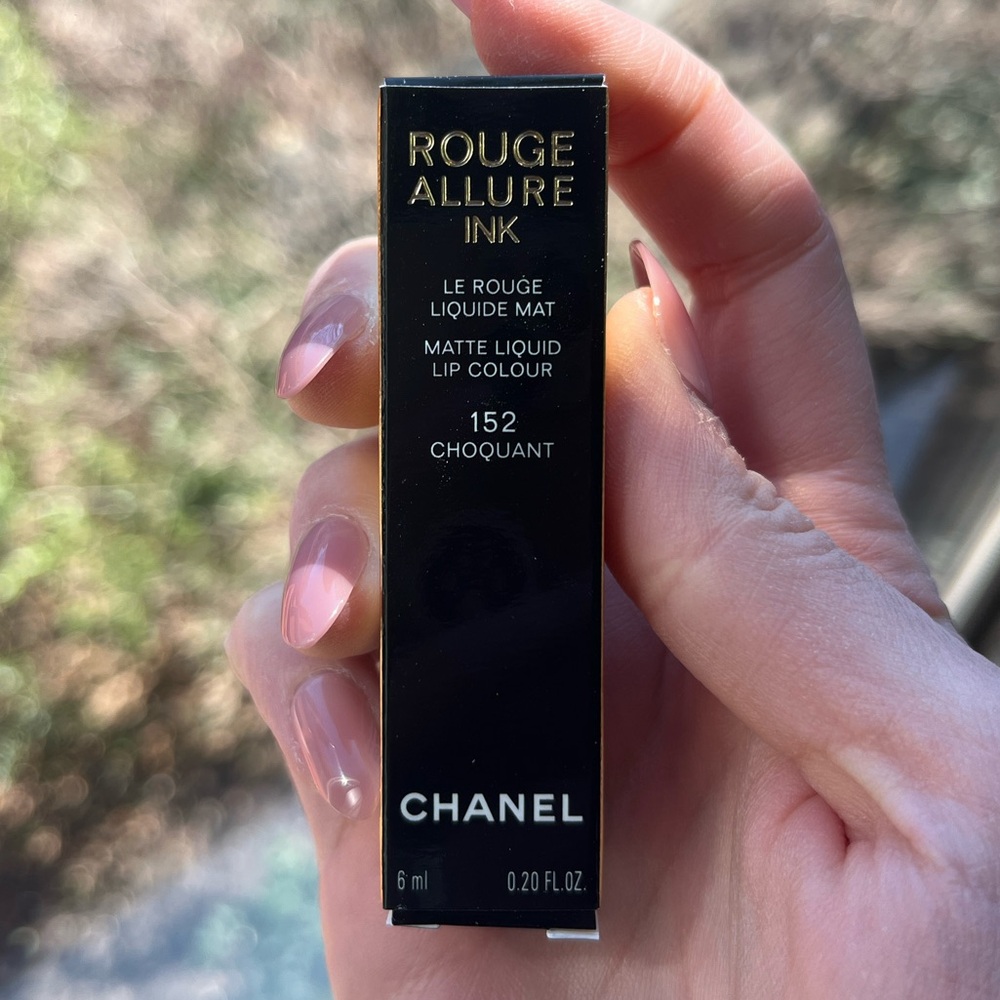 ROUGE
ALLURE
INK
LE ROUGE
LIQUIDE MAT
MATTE LIQUID
LIP COLOUR
152
CHOQUANT
CHANEL
6 ml 0.20 FL.OZ.